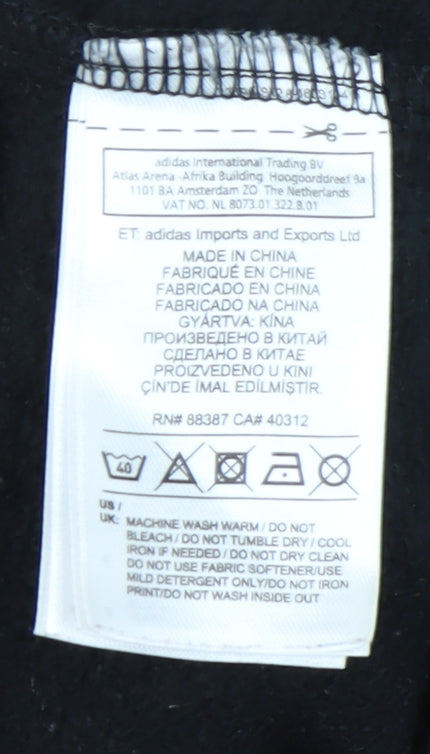 adidas International Trading BV
Atlas Arena -Afrika Building Hoogoorddreef 9a
1101 BA Amsterdam ZO The Netherlands
VAT NO. NL 8073.01.322.B.01
ET: adidas Imports and Exports Ltd
MADE IN CHINA
FABRIQUÉ EN CHINE
FABRICADO EN CHINA
FABRICADO NA CHINA
GYÁRTVA: KÍNA
ПРОИЗВЕДЕНО В КИТАЙ
СДЕЛАНО В КИТАЕ
PROIZVEDENO U KINI
ÇİN'DE İMAL EDİLMİŞTİR.
RN# 88387 CA# 40312
40
US /
UK: MACHINE WASH WARM / DO NOT
BLEACH / DO NOT TUMBLE DRY / COOL
IRON IF NEEDED / DO NOT DRY CLEAN
DO NOT USE FABRIC SOFTENER/USE
MILD DETERGENT ONLY/DO NOT IRON
PRINT/DO NOT WASH INSIDE OUT